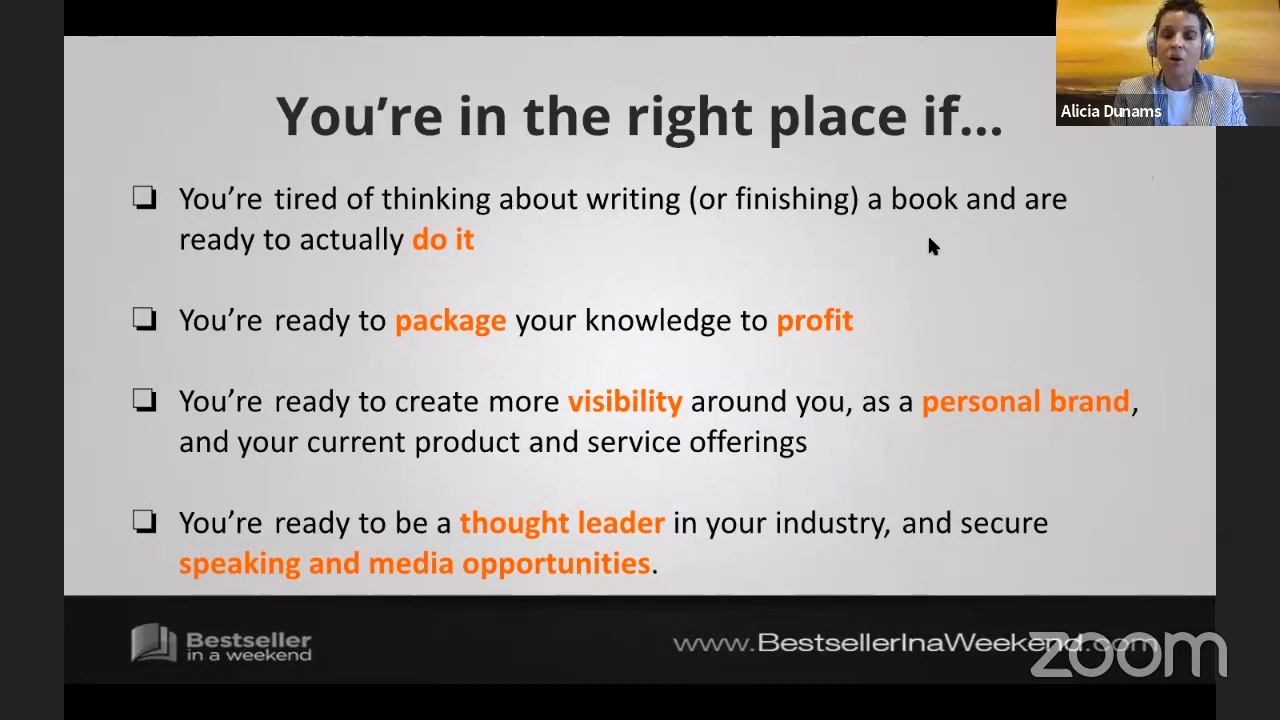 You’re in the right place if...
Alicia Dunams
You’re tired of thinking about writing (or finishing) a book and are
ready to actually do it
You’re ready to package your knowledge to profit
You’re ready to create more visibility around you, as a personal brand,
and your current product and service offerings
You’re ready to be a thought leader in your industry, and secure
speaking and media opportunities.
Bestseller
in a weekend
www.BestsellerInaWeekend.com
zoom